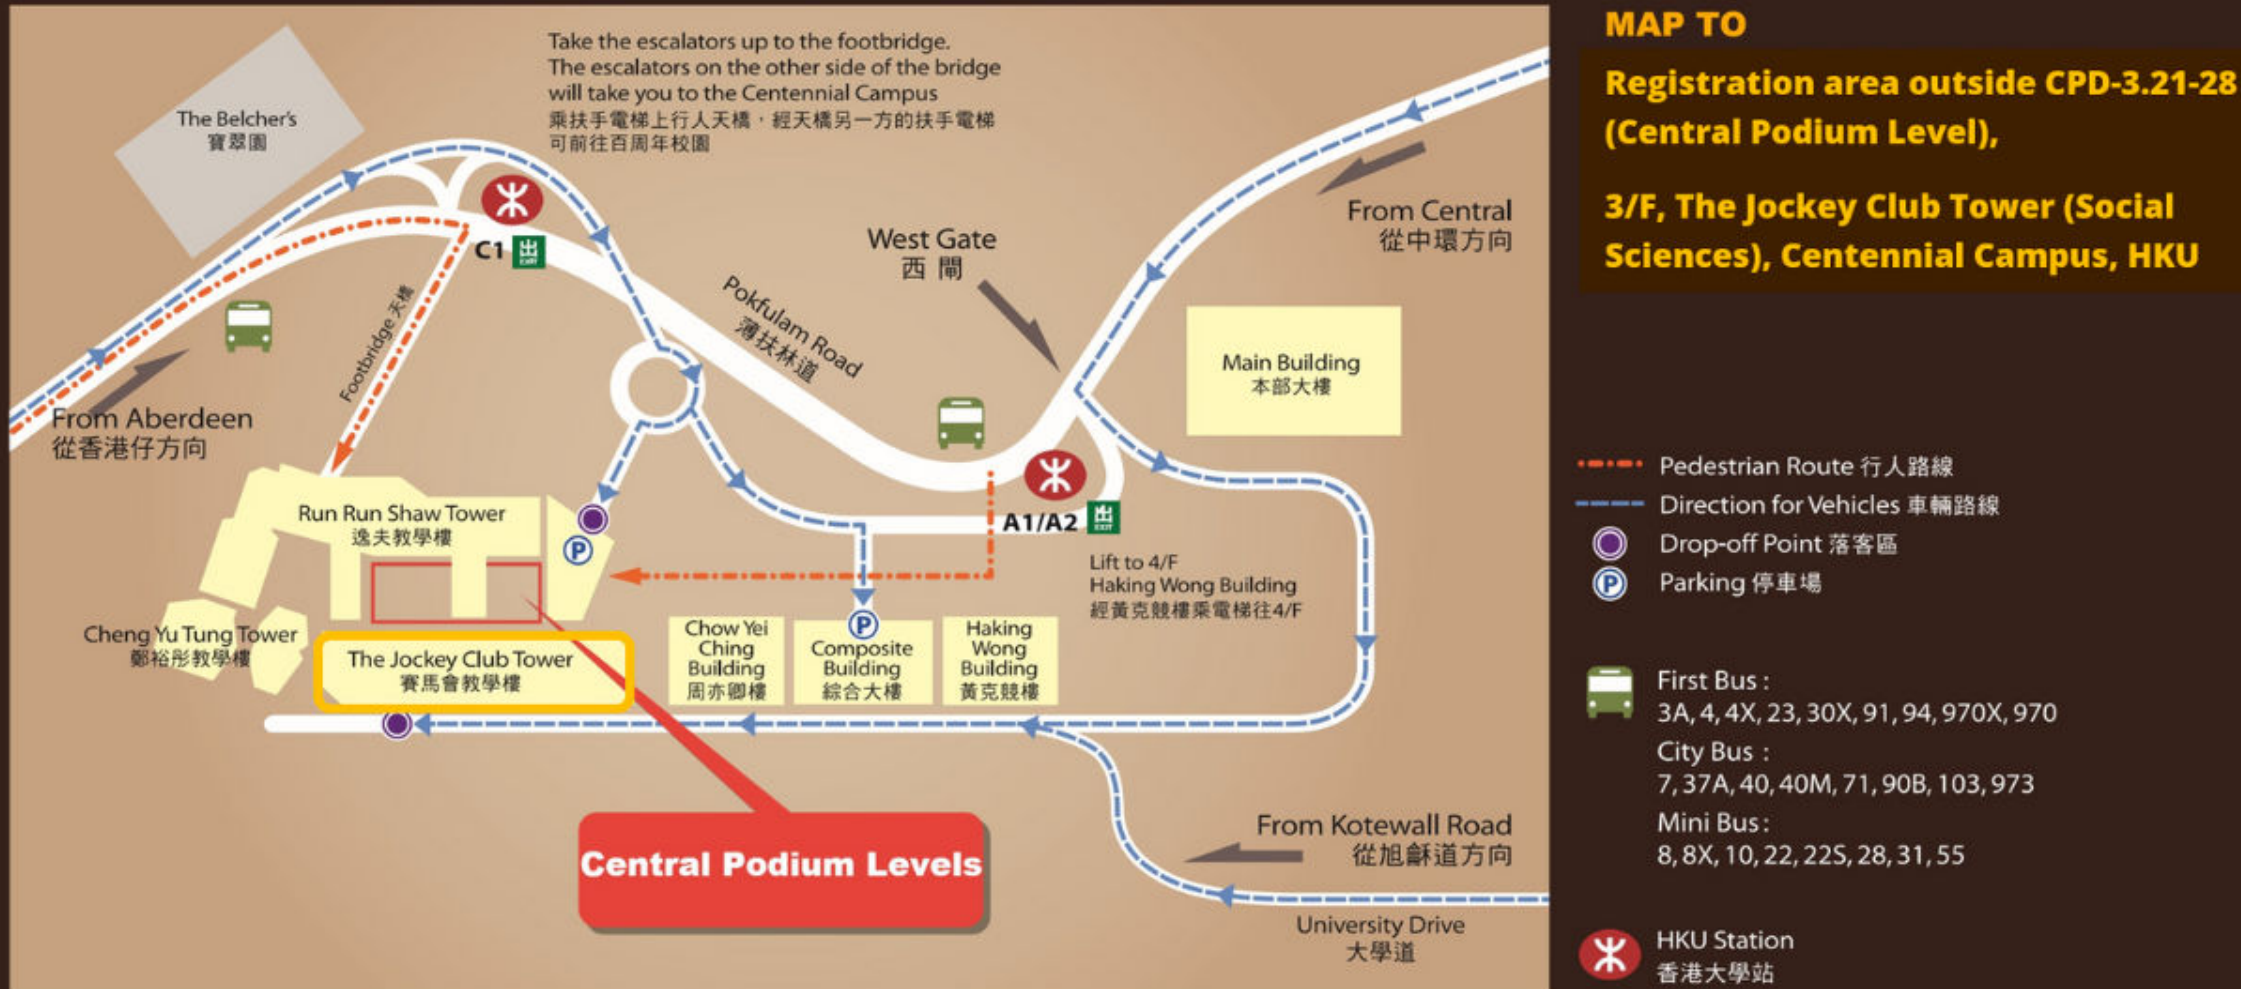 MAP TO
Registration area outside CPD-3.21-28
(Central Podium Level),
3/F, The Jockey Club Tower (Social
Sciences), Centennial Campus, HKU
Take the escalators up to the footbridge.
The escalators on the other side of the bridge
will take you to the Centennial Campus
乘扶手電梯上行人天橋,經天橋另一方的扶手電梯
可前往百周年校園
The Belcher's
寶翠園
C1
出
EXIT
Footbridge 天橋
From Aberdeen
從香港仔方向
Pokfulam Road
薄扶林道
West Gate
西閘
From Central
從中環方向
Main Building
本部大樓
A1/A2
出
EXIT
Lift to 4/F
Haking Wong Building
經黃克競樓乘電梯往4/F
Run Run Shaw Tower
逸夫教學樓
P
Cheng Yu Tung Tower
鄭裕彤教學樓
The Jockey Club Tower
賽馬會教學樓
Chow Yei
Ching
Building
周亦卿樓
P
Composite
Building
綜合大樓
Haking
Wong
Building
黃克競樓
Central Podium Levels
From Kotewall Road
從旭龢道方向
University Drive
大學道
Pedestrian Route 行人路線
Direction for Vehicles 車輛路線
Drop-off Point 落客區
P Parking 停車場
First Bus :
3A, 4, 4X, 23, 30X, 91, 94, 970X, 970
City Bus :
7, 37A, 40, 40M, 71, 90B, 103, 973
Mini Bus :
8, 8X, 10, 22, 22S, 28, 31, 55
HKU Station
香港大學站